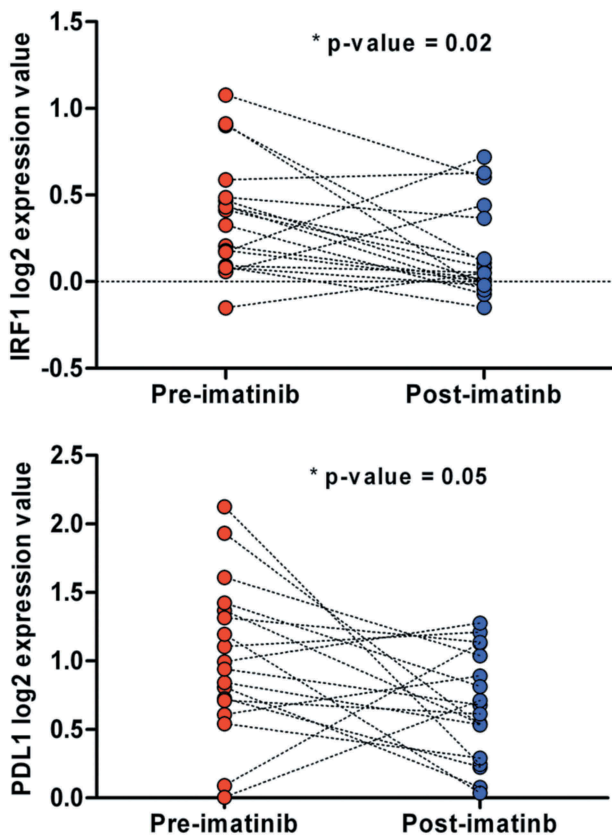 IRF1 log2 expression value
1.5
1.0
0.5
0.0
-0.5
* p-value = 0.02
Pre-imatinib
Post-imatinb
PDL1 log2 expression value
2.5
2.0
1.5
1.0
0.5
0.0
* p-value = 0.05
Pre-imatinib
Post-imatinb